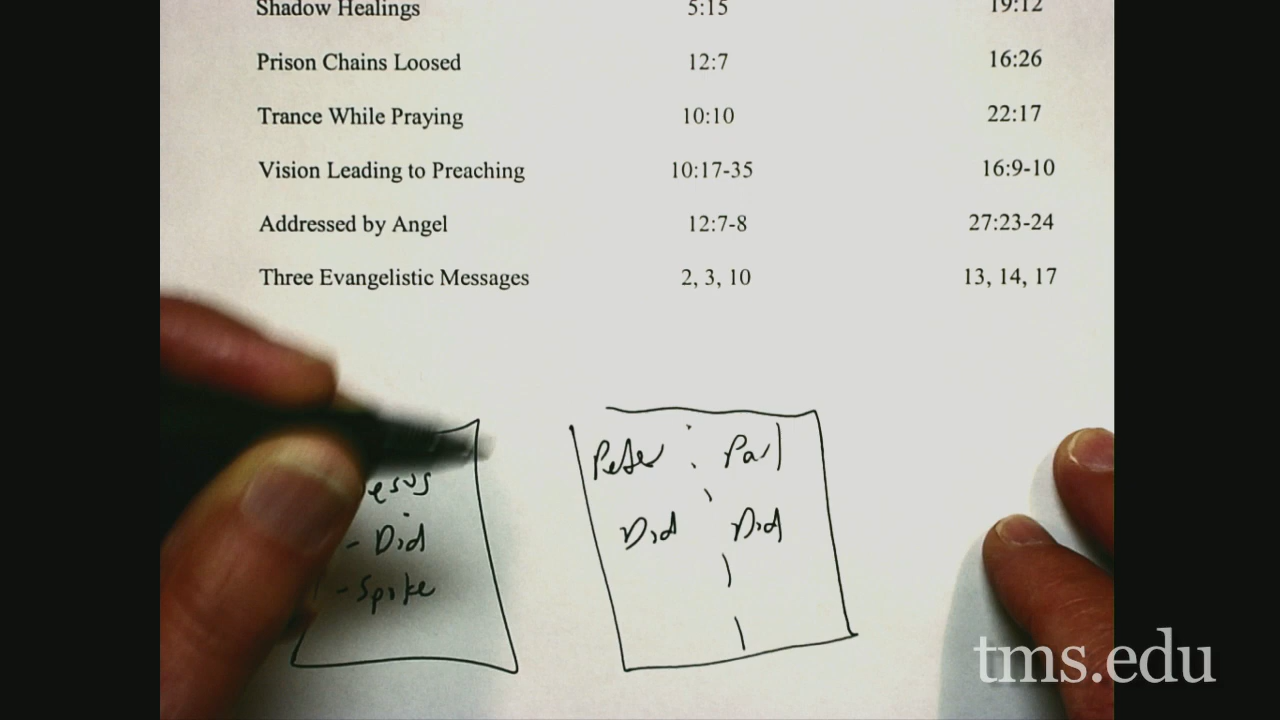 Shadow Healings 5:15 19:12
Prison Chains Loosed 12:7 16:26
Trance While Praying 10:10 22:17
Vision Leading to Preaching 10:17-35 16:9-10
Addressed by Angel 12:7-8 27:23-24
Three Evangelistic Messages 2, 3, 10 13, 14, 17
esus
- Did
- Spoke
Peter Paul
Did Did
tms.edu